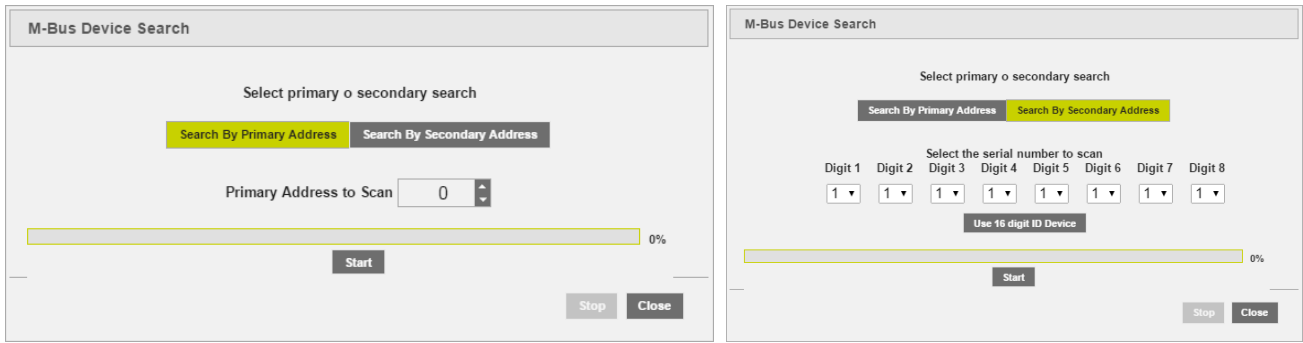 M-Bus Device Search
Select primary o secondary search
Search By Primary Address Search By Secondary Address
Primary Address to Scan 0
0%
Start
Stop Close
M-Bus Device Search
Select primary o secondary search
Search By Primary Address Search By Secondary Address
Select the serial number to scan
Digit 1 Digit 2 Digit 3 Digit 4 Digit 5 Digit 6 Digit 7 Digit 8
1 1 1 1 1 1 1 1
Use 16 digit ID Device
0%
Start
Stop Close